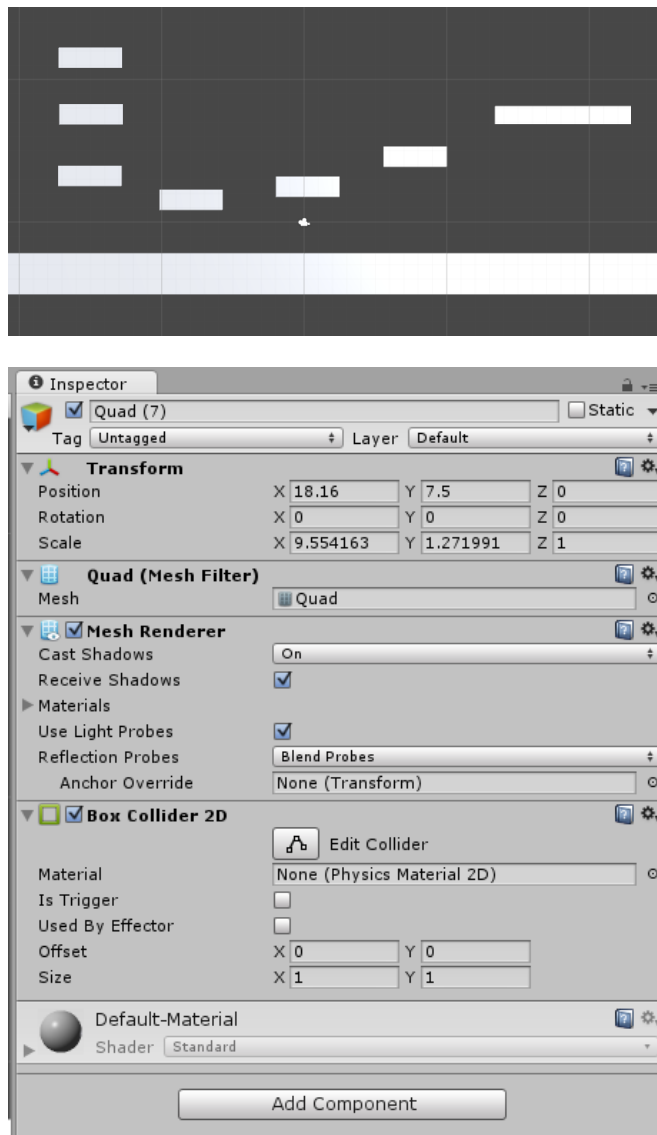 Inspector
Quad (7) Static
Tag Untagged Layer Default
Transform
Position X 18.16 Y 7.5 Z 0
Rotation X 0 Y 0 Z 0
Scale X 9.554163 Y 1.271991 Z 1
Quad (Mesh Filter)
Mesh Quad
Mesh Renderer
Cast Shadows On
Receive Shadows
Materials
Use Light Probes
Reflection Probes Blend Probes
Anchor Override None (Transform)
Box Collider 2D
Edit Collider
Material None (Physics Material 2D)
Is Trigger
Used By Effector
Offset X 0 Y 0
Size X 1 Y 1
Default-Material
Shader Standard
Add Component